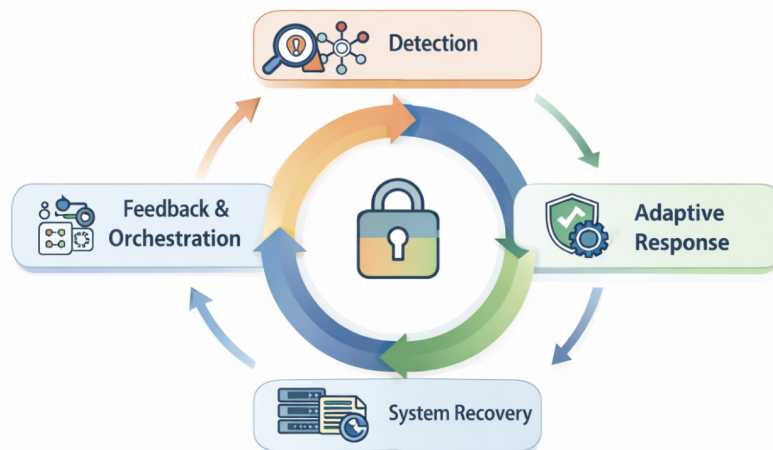 Detection
Feedback &
Orchestration
Adaptive
Response
System Recovery